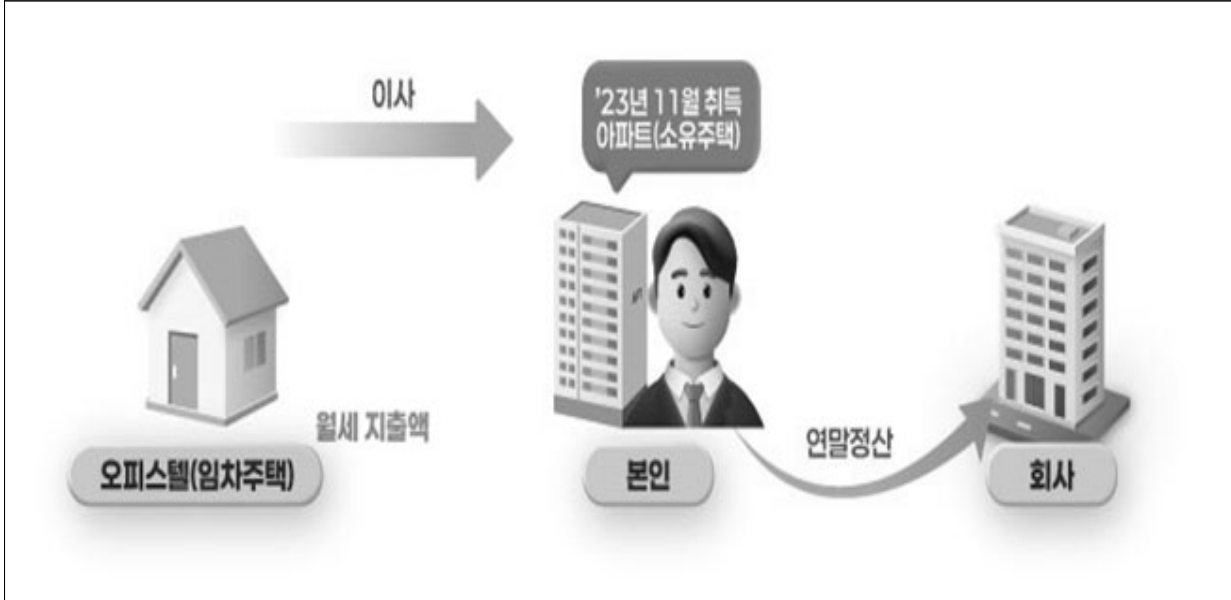 이사
'23년 11월 취득
아파트(소유주택)
월세 지출액
오피스텔(임차주택)
본인
연말정산
회사